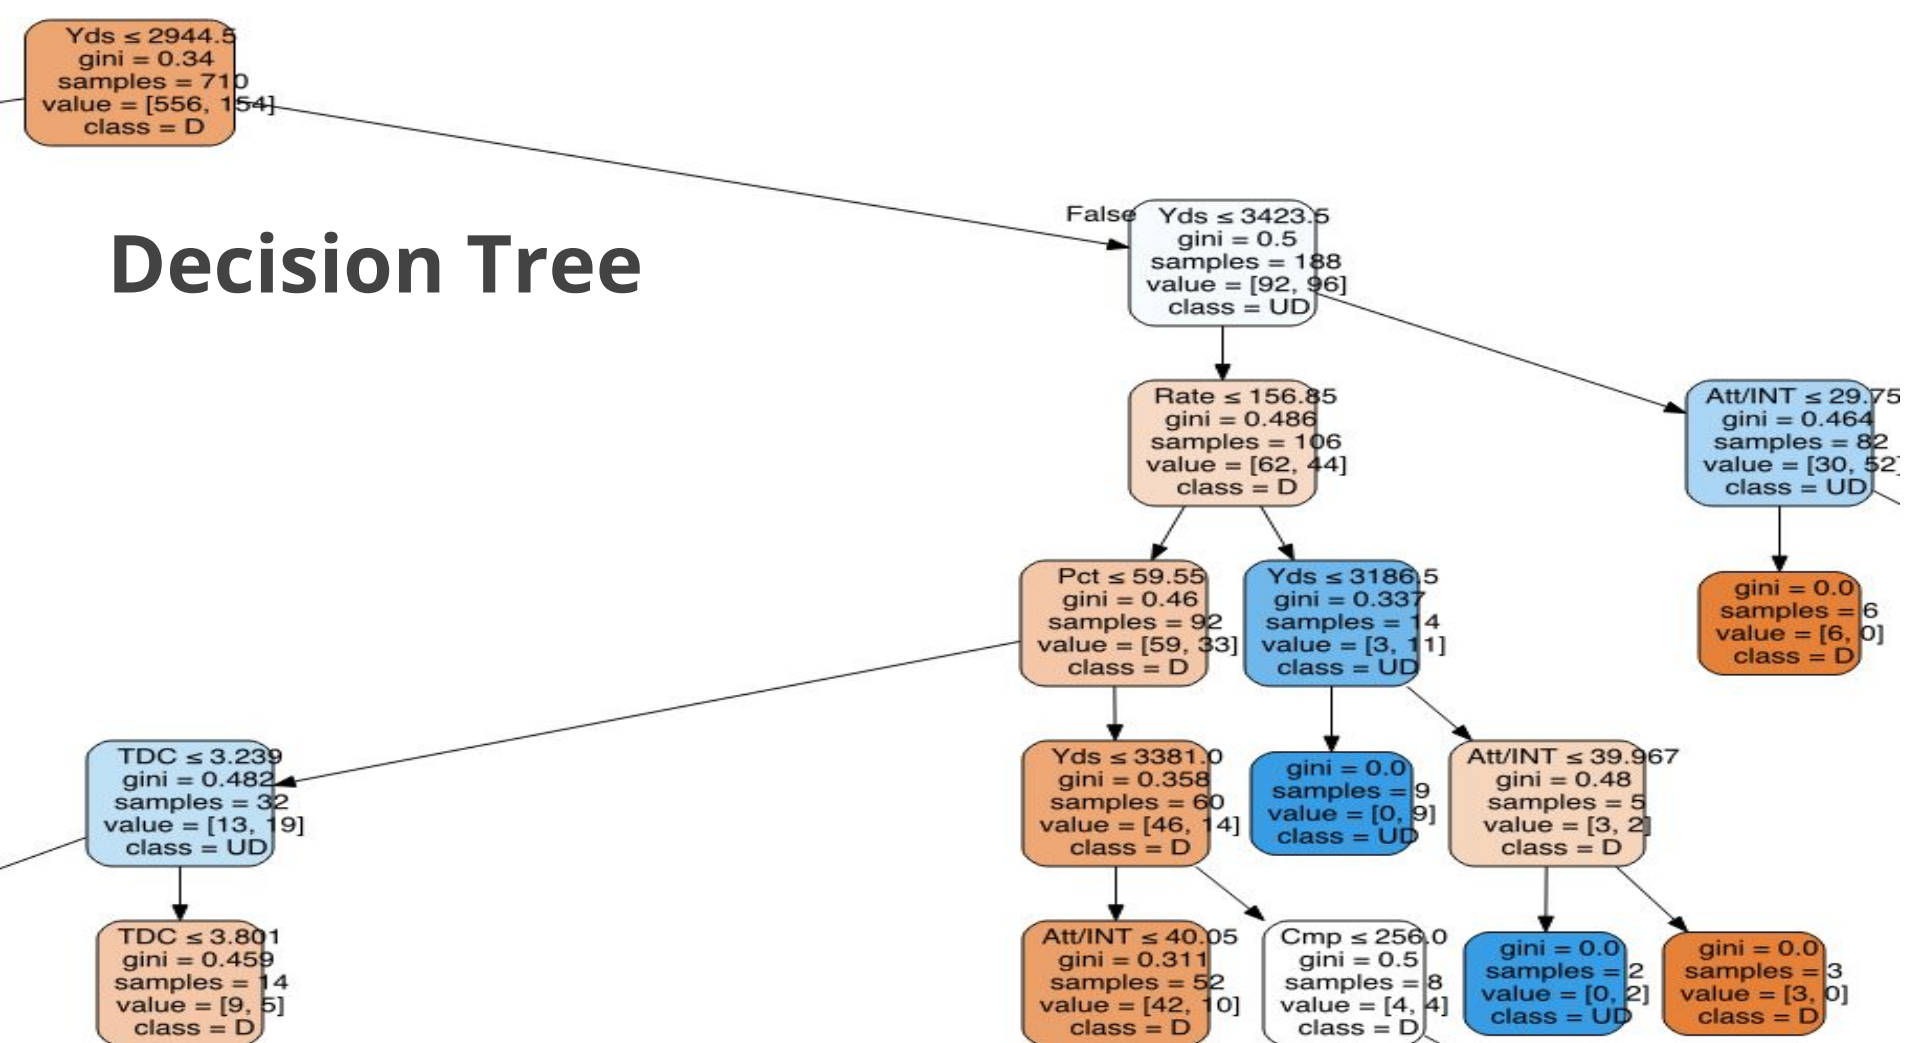 Yds ≤ 2944.5
gini = 0.34
samples = 710
value = [556, 154]
class = D
Decision Tree
False
Yds ≤ 3423.5
gini = 0.5
samples = 188
value = [92, 96]
class = UD
Rate ≤ 156.85
gini = 0.486
samples = 106
value = [62, 44]
class = D
Att/INT ≤ 29.75
gini = 0.464
samples = 82
value = [30, 52]
class = UD
Pct ≤ 59.55
gini = 0.46
samples = 92
value = [59, 33]
class = D
Yds ≤ 3186.5
gini = 0.337
samples = 14
value = [3, 11]
class = UD
gini = 0.0
samples = 6
value = [6, 0]
class = D
TDC ≤ 3.239
gini = 0.482
samples = 32
value = [13, 19]
class = UD
Yds ≤ 3381.0
gini = 0.358
samples = 60
value = [46, 14]
class = D
gini = 0.0
samples = 9
value = [0, 9]
class = UD
Att/INT ≤ 39.967
gini = 0.48
samples = 5
value = [3, 2]
class = D
TDC ≤ 3.801
gini = 0.459
samples = 14
value = [9, 5]
class = D
Att/INT ≤ 40.05
gini = 0.311
samples = 52
value = [42, 10]
class = D
Cmp ≤ 256.0
gini = 0.5
samples = 8
value = [4, 4]
class = D
gini = 0.0
samples = 2
value = [0, 2]
class = UD
gini = 0.0
samples = 3
value = [3, 0]
class = D